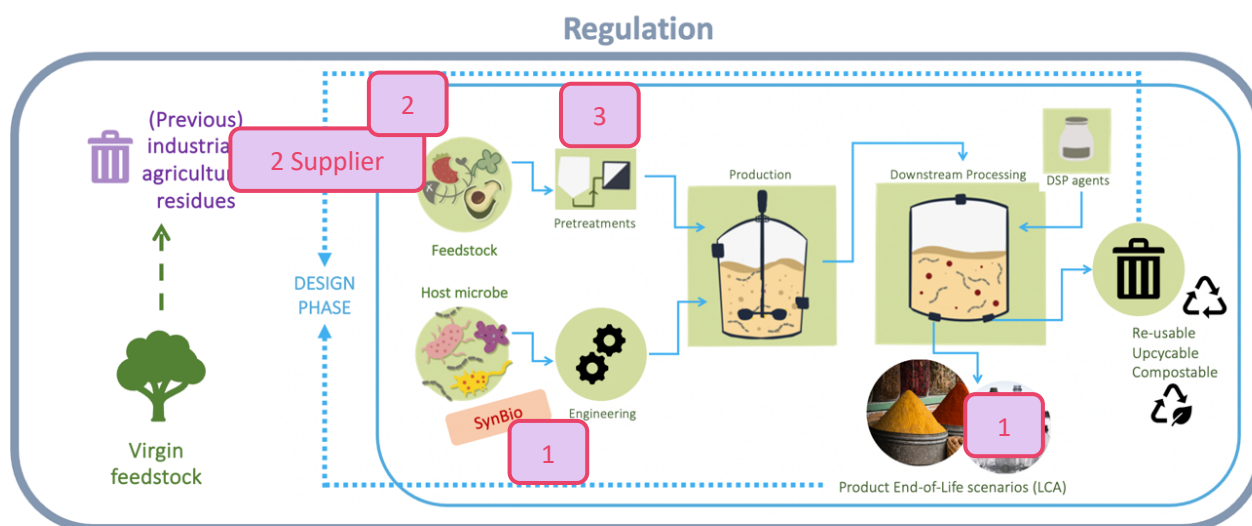 Regulation
(Previous)
industria
agricultur
residues
2
2 Supplier
3
Feedstock
Pretreatments
Production
Downstream Processing
DSP agents
DESIGN
PHASE
Host microbe
SynBio
Engineering
1
1
Re-usable
Upcycable
Compostable
Virgin
feedstock
Product End-of-Life scenarios (LCA)